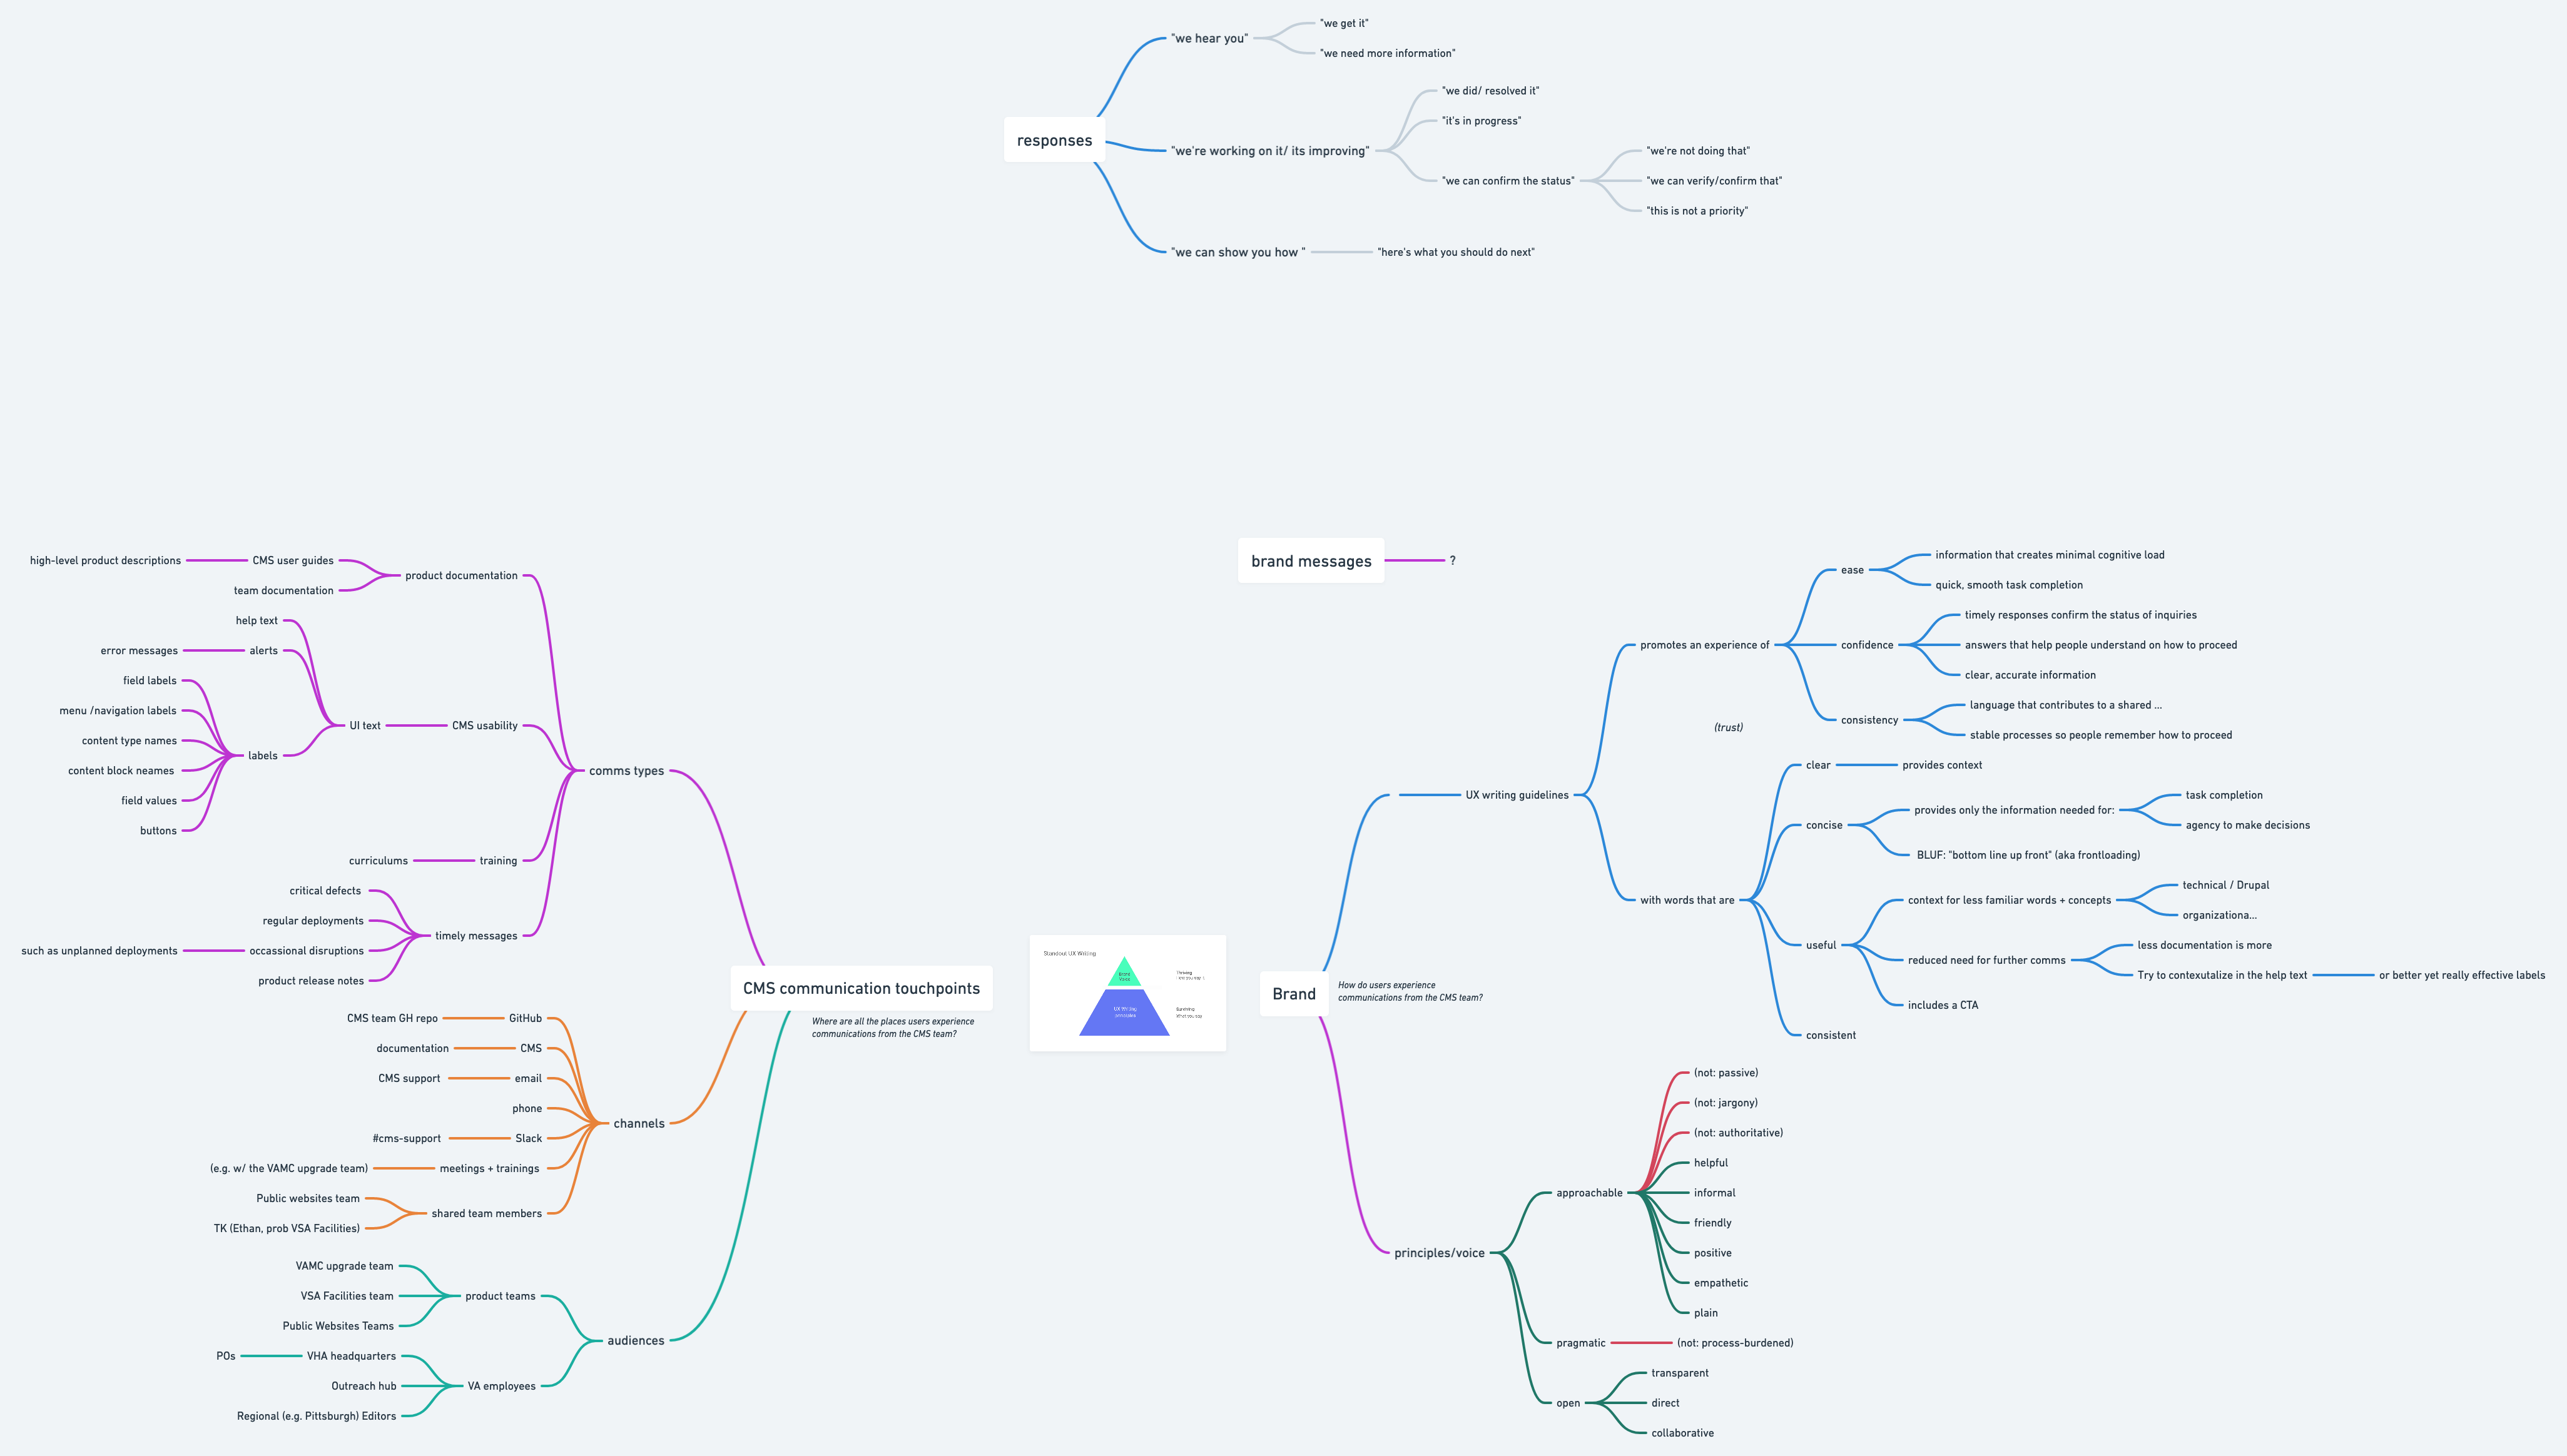 "we get it"
"we hear you"
"we need more information"
"we did/ resolved it"
"it's in progress"
responses
"we're working on it/ its improving"
"we're not doing that"
"we can confirm the status"
"we can verify/confirm that"
"this is not a priority"
"we can show you how "
"here's what you should do next"
high-level product descriptions
CMS user guides
product documentation
team documentation
help text
error messages
alerts
field labels
menu /navigation labels
UI text
CMS usability
content type names
labels
content block neames
field values
buttons
comms types
curriculums
training
critical defects
regular deployments
timely messages
such as unplanned deployments
occassional disruptions
product release notes
CMS communication touchpoints
Where are all the places users experience
communications from the CMS team?
CMS team GH repo
GitHub
documentation
CMS
CMS support
email
phone
channels
#cms-support
Slack
(e.g. w/ the VAMC upgrade team)
meetings + trainings
Public websites team
shared team members
TK (Ethan, prob VSA Facilities)
VAMC upgrade team
VSA Facilities team
product teams
Public Websites Teams
audiences
POs
VHA headquarters
Outreach hub
VA employees
Regional (e.g. Pittsburgh) Editors
Standout UX Writing
Brand
Voice
Thriving
How you say it
UX Writing
principles
Surviving
What you say
brand messages
?
Brand
How do users experience
communications from the CMS team?
UX writing guidelines
promotes an experience of
ease
information that creates minimal cognitive load
quick, smooth task completion
confidence
timely responses confirm the status of inquiries
answers that help people understand on how to proceed
clear, accurate information
consistency
language that contributes to a shared ...
stable processes so people remember how to proceed
(trust)
with words that are
clear
provides context
concise
provides only the information needed for:
task completion
agency to make decisions
BLUF: "bottom line up front" (aka frontloading)
useful
context for less familiar words + concepts
technical / Drupal
organizationa...
reduced need for further comms
less documentation is more
Try to contexutalize in the help text
or better yet really effective labels
includes a CTA
consistent
principles/voice
approachable
(not: passive)
(not: jargony)
(not: authoritative)
helpful
informal
friendly
positive
empathetic
plain
pragmatic
(not: process-burdened)
open
transparent
direct
collaborative